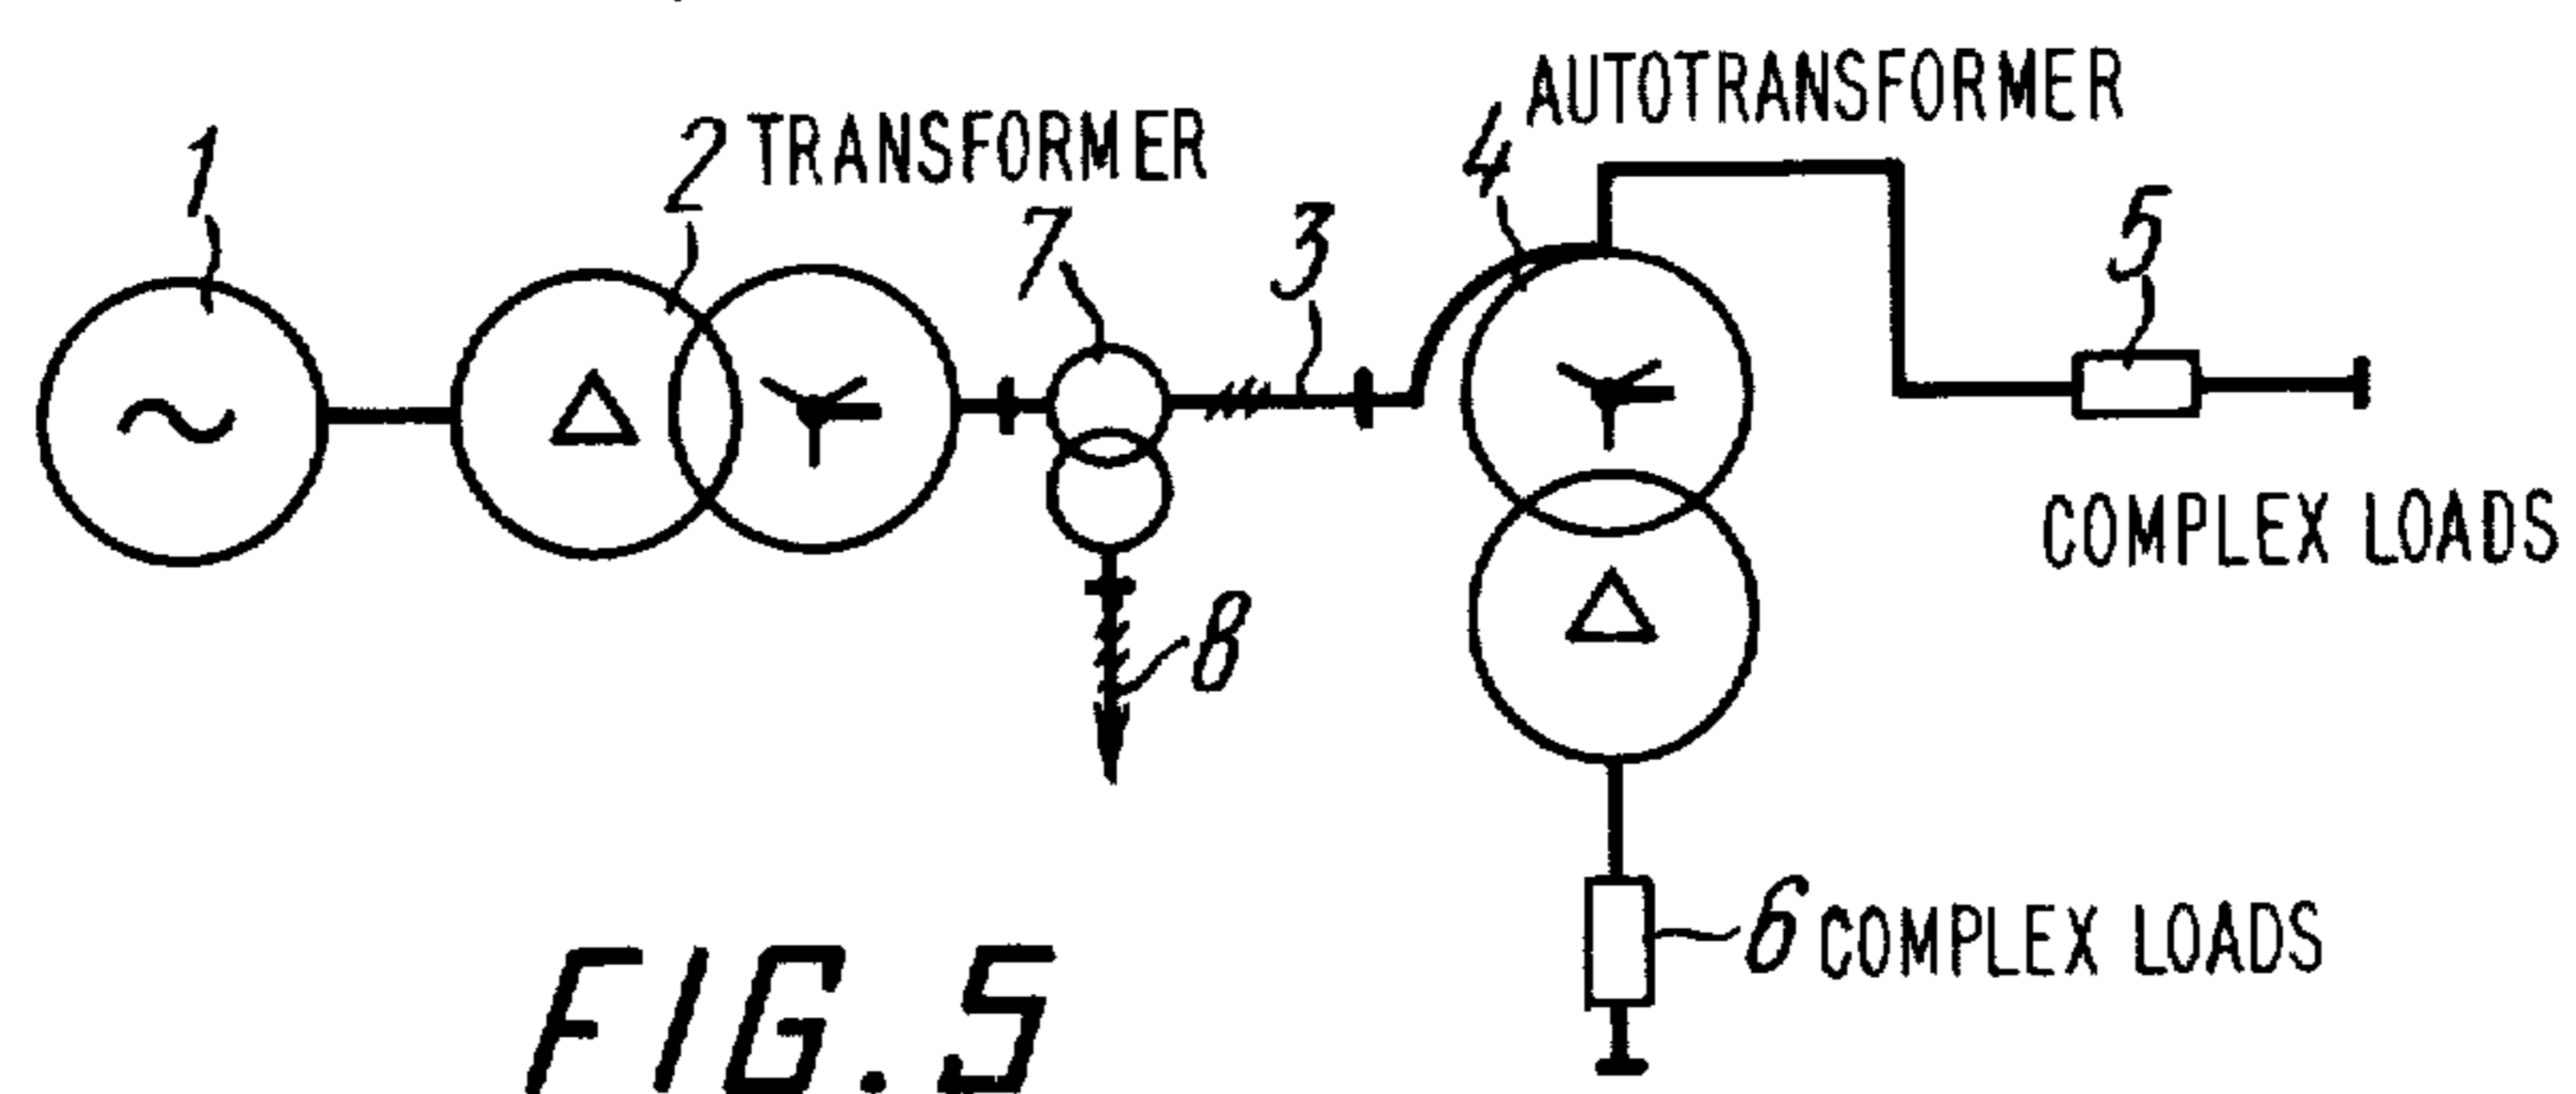 1
2 TRANSFORMER
7
3
4 AUTOTRANSFORMER
5
COMPLEX LOADS
8
6 COMPLEX LOADS
FIG. 5